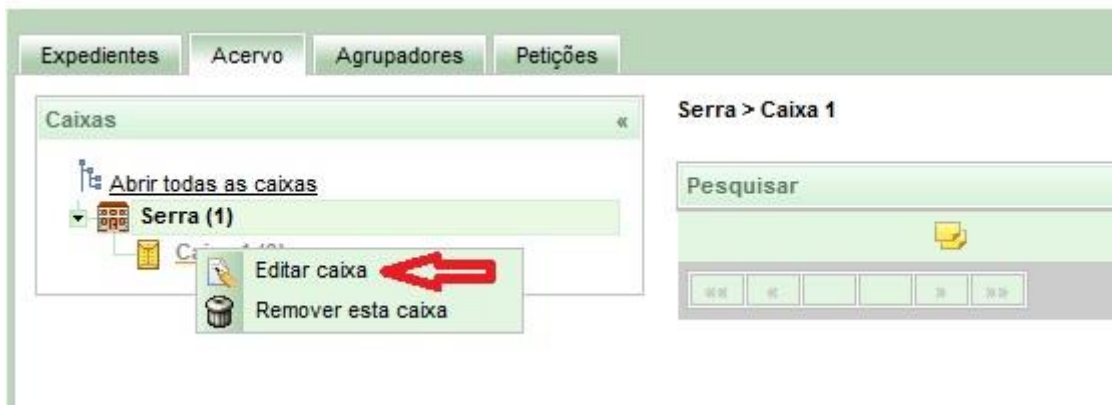 Expedientes Acervo Agrupadores Petições
Caixas «
Serra > Caixa 1
Abrir todas as caixas
Pesquisar
Serra (1)
Editar caixa
Remover esta caixa
«« « » »»